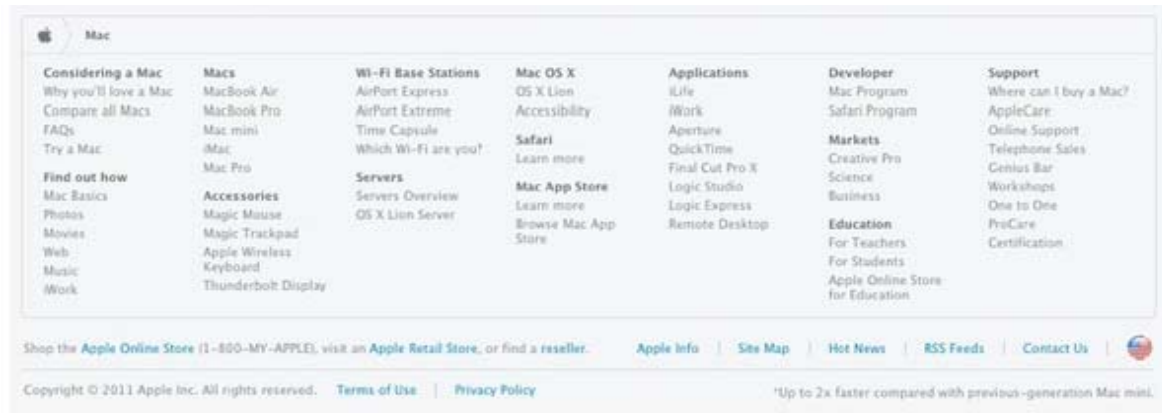 Mac
Considering a Mac
Why you'll love a Mac
Compare all Macs
FAQs
Try a Mac
Find out how
Mac Basics
Photos
Movies
Web
Music
iWork
Macs
MacBook Air
MacBook Pro
Mac mini
iMac
Mac Pro
Accessories
Magic Mouse
Magic Trackpad
Apple Wireless
Keyboard
Thunderbolt Display
Wi-Fi Base Stations
AirPort Express
AirPort Extreme
Time Capsule
Which Wi-Fi are you?
Servers
Servers Overview
OS X Lion Server
Mac OS X
OS X Lion
Accessibility
Safari
Learn more
Mac App Store
Learn more
Browse Mac App
Store
Applications
iLife
iWork
Aperture
QuickTime
Final Cut Pro X
Logic Studio
Logic Express
Remote Desktop
Developer
Mac Program
Safari Program
Markets
Creative Pro
Science
Business
Education
For Teachers
For Students
Apple Online Store
for Education
Support
Where can I buy a Mac?
AppleCare
Online Support
Telephone Sales
Genius Bar
Workshops
One to One
ProCare
Certification
Shop the Apple Online Store (1-800-MY-APPLE), visit an Apple Retail Store, or find a reseller.
Apple Info | Site Map | Hot News | RSS Feeds | Contact Us |
Copyright © 2011 Apple Inc. All rights reserved. Terms of Use | Privacy Policy
*Up to 2x faster compared with previous-generation Mac mini.